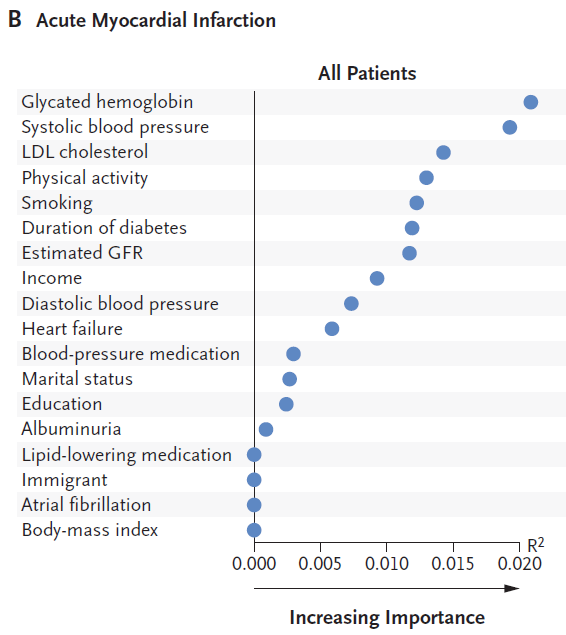 B Acute Myocardial Infarction
All Patients
Glycated hemoglobin
Systolic blood pressure
LDL cholesterol
Physical activity
Smoking
Duration of diabetes
Estimated GFR
Income
Diastolic blood pressure
Heart failure
Blood-pressure medication
Marital status
Education
Albuminuria
Lipid-lowering medication
Immigrant
Atrial fibrillation
Body-mass index
R²
0.000 0.005 0.010 0.015 0.020
Increasing Importance